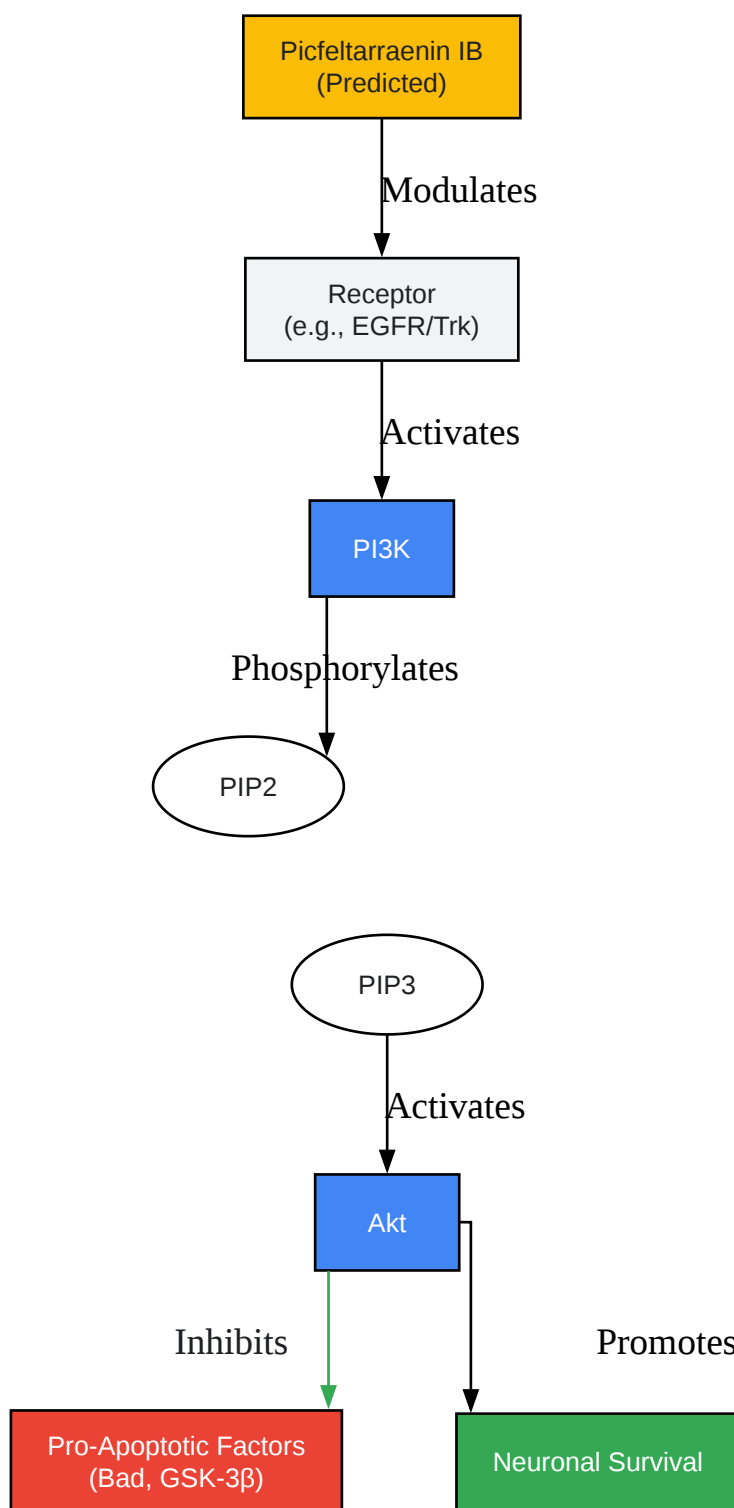 Picfeltarraenin IB
(Predicted)
Modulates
Receptor
(e.g., EGFR/Trk)
Activates
PI3K
Phosphorylates
PIP2
PIP3
Activates
Akt
Inhibits
Promotes
Pro-Apoptotic Factors
(Bad, GSK-3β)
Neuronal Survival